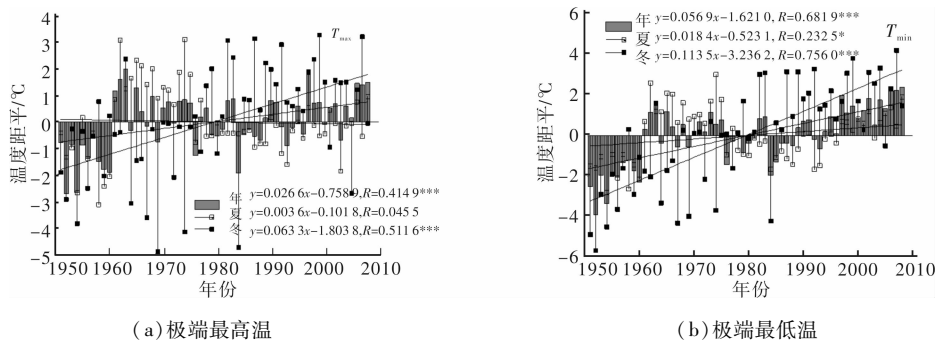 4
3
2
1
0
-1
-2
-3
-4
-5
温度距平/℃
T max
年 y=0.026 6x-0.758 9,R=0.414 9***
夏 y=0.003 6x-0.101 8,R=0.045 5
冬 y=0.063 3x-1.803 8,R=0.511 6***
1950 1960 1970 1980 1990 2000 2010
年份
(a)极端最高温
6
4
2
0
-2
-4
-6
温度距平/℃
年 y=0.056 9x-1.621 0,R=0.681 9***
夏 y=0.018 4x-0.523 1,R=0.232 5*
冬 y=0.113 5x-3.236 2,R=0.756 0***
T min
1950 1960 1970 1980 1990 2000 2010
年份
(b)极端最低温